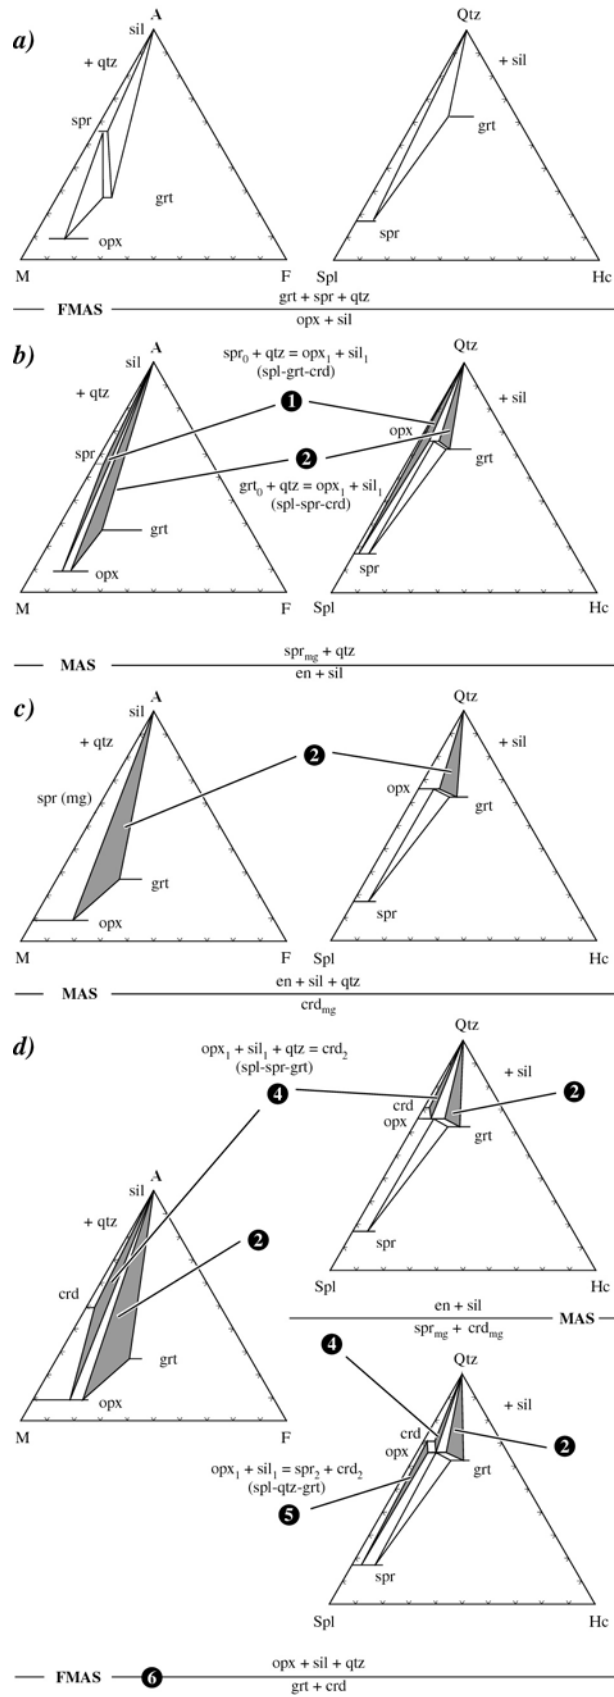 a)
A
sil
+ qtz
spr
grt
opx
M
F
Qtz
+ sil
grt
spr
Spl
Hc
FMAS
grt + spr + qtz
opx + sil
b)
A
sil
+ qtz
spr
grt
opx
M
F
spr₀ + qtz = opx₁ + sil₁
(spl-grt-crd)
1
2
grt₀ + qtz = opx₁ + sil₁
(spl-spr-crd)
Qtz
+ sil
opx
grt
spr
Spl
Hc
MAS
sprmg + qtz
en + sil
c)
A
sil
+ qtz
spr (mg)
grt
opx
M
F
2
Qtz
+ sil
opx
grt
spr
Spl
Hc
MAS
en + sil + qtz
crdmg
d)
opx₁ + sil₁ + qtz = crd₂
(spl-spr-grt)
4
Qtz
+ sil
2
crd
opx
grt
spr
Spl
Hc
A
sil
+ qtz
2
crd
grt
opx
M
F
en + sil
sprmg + crdmg
MAS
4
Qtz
+ sil
crd
opx
2
grt
opx₁ + sil₁ = spr₂ + crd₂
(spl-qtz-grt)
5
spr
Spl
Hc
FMAS
6
opx + sil + qtz
grt + crd